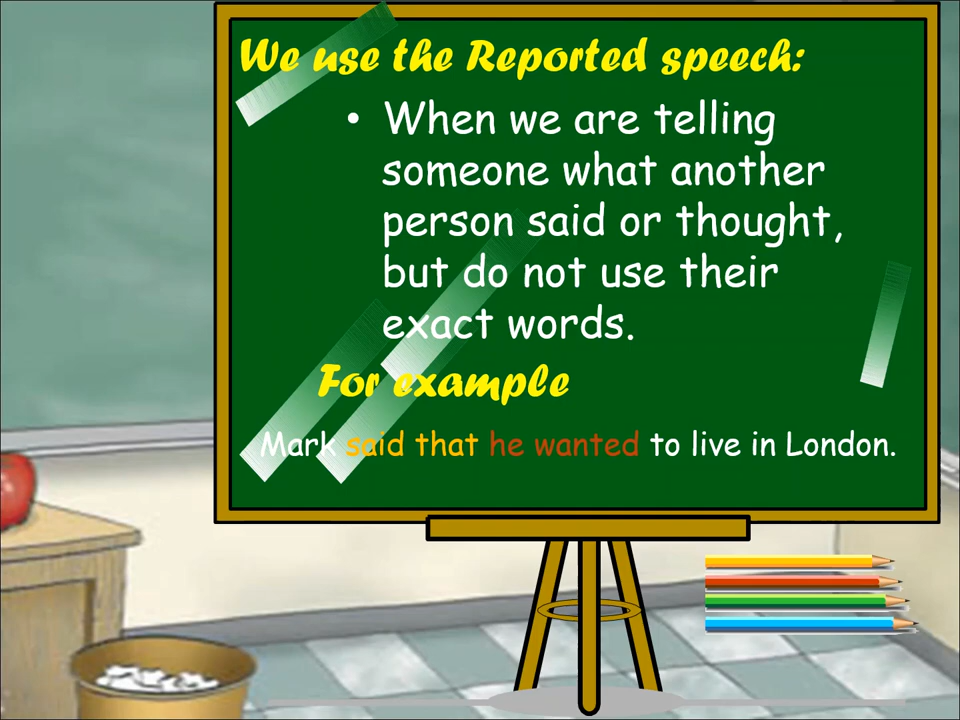 We use the Reported speech:
• When we are telling
someone what another
person said or thought,
but do not use their
exact words.
For example
Mark said that he wanted to live in London.